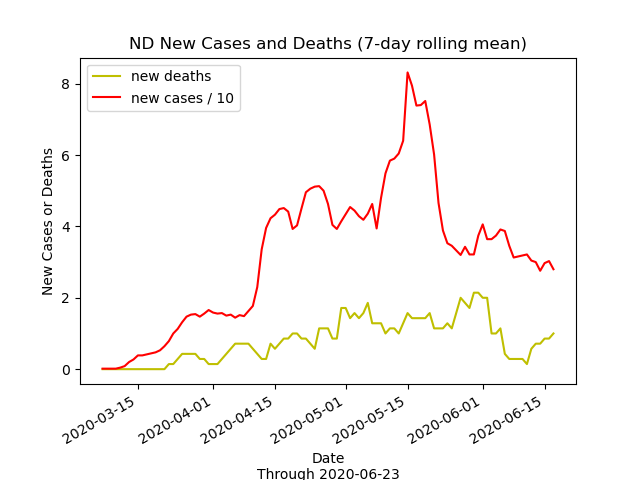 ND New Cases and Deaths (7-day rolling mean)
new deaths
new cases / 10
New Cases or Deaths
8
6
4
2
0
2020-03-15
2020-04-01
2020-04-15
2020-05-01
2020-05-15
2020-06-01
2020-06-15
Date
Through 2020-06-23